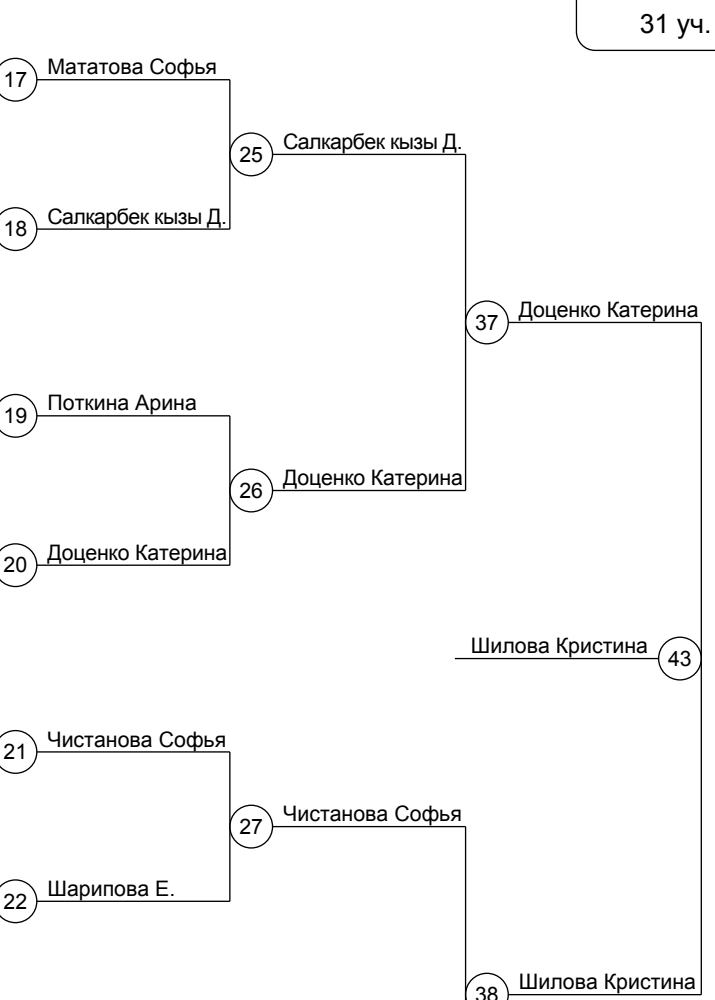 31 уч.
17 Мататова Софья
25 Салкарбек кызы Д.
18 Салкарбек кызы Д.
37 Доценко Катерина
19 Поткина Арина
26 Доценко Катерина
20 Доценко Катерина
Шилова Кристина 43
21 Чистанова Софья
27 Чистанова Софья
22 Шарипова Е.
38 Шилова Кристина